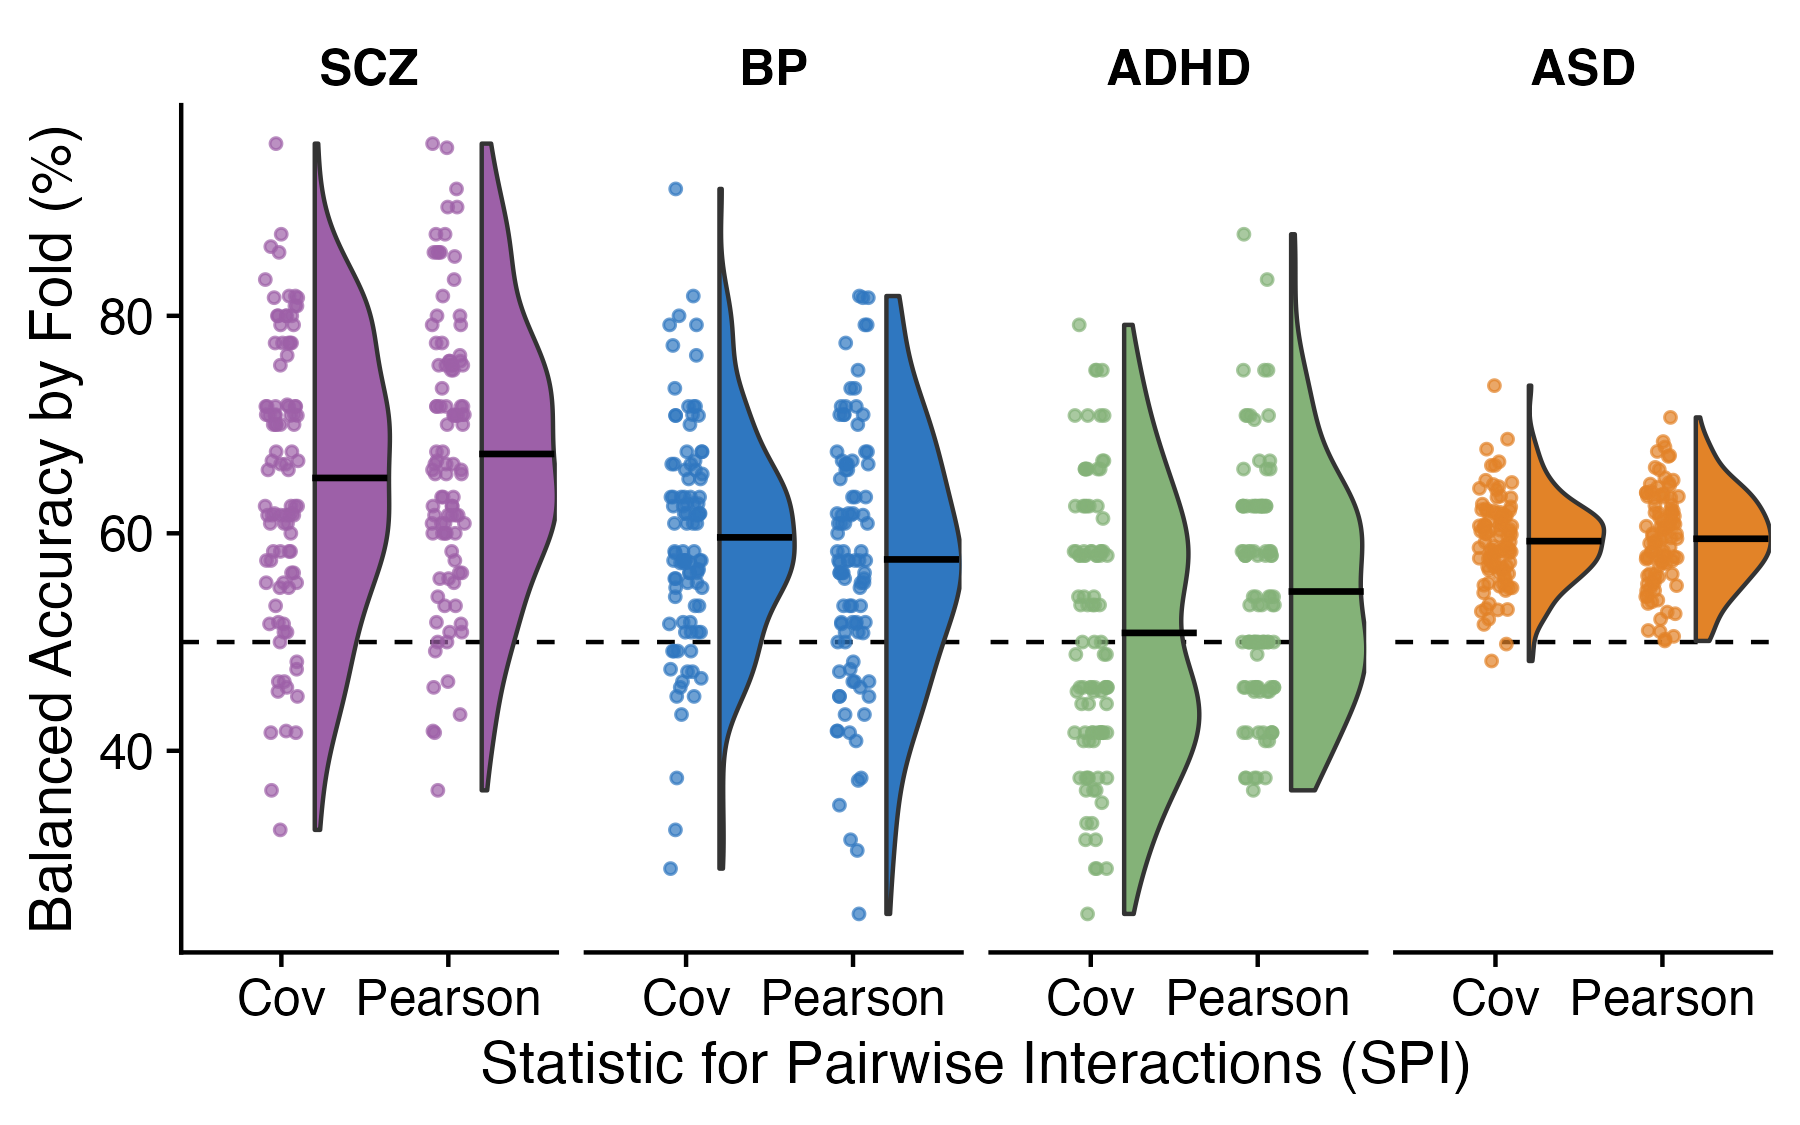 SCZ BP ADHD ASD
Balanced Accuracy by Fold (%)
80
60
40
Cov Pearson Cov Pearson Cov Pearson Cov Pearson
Statistic for Pairwise Interactions (SPI)